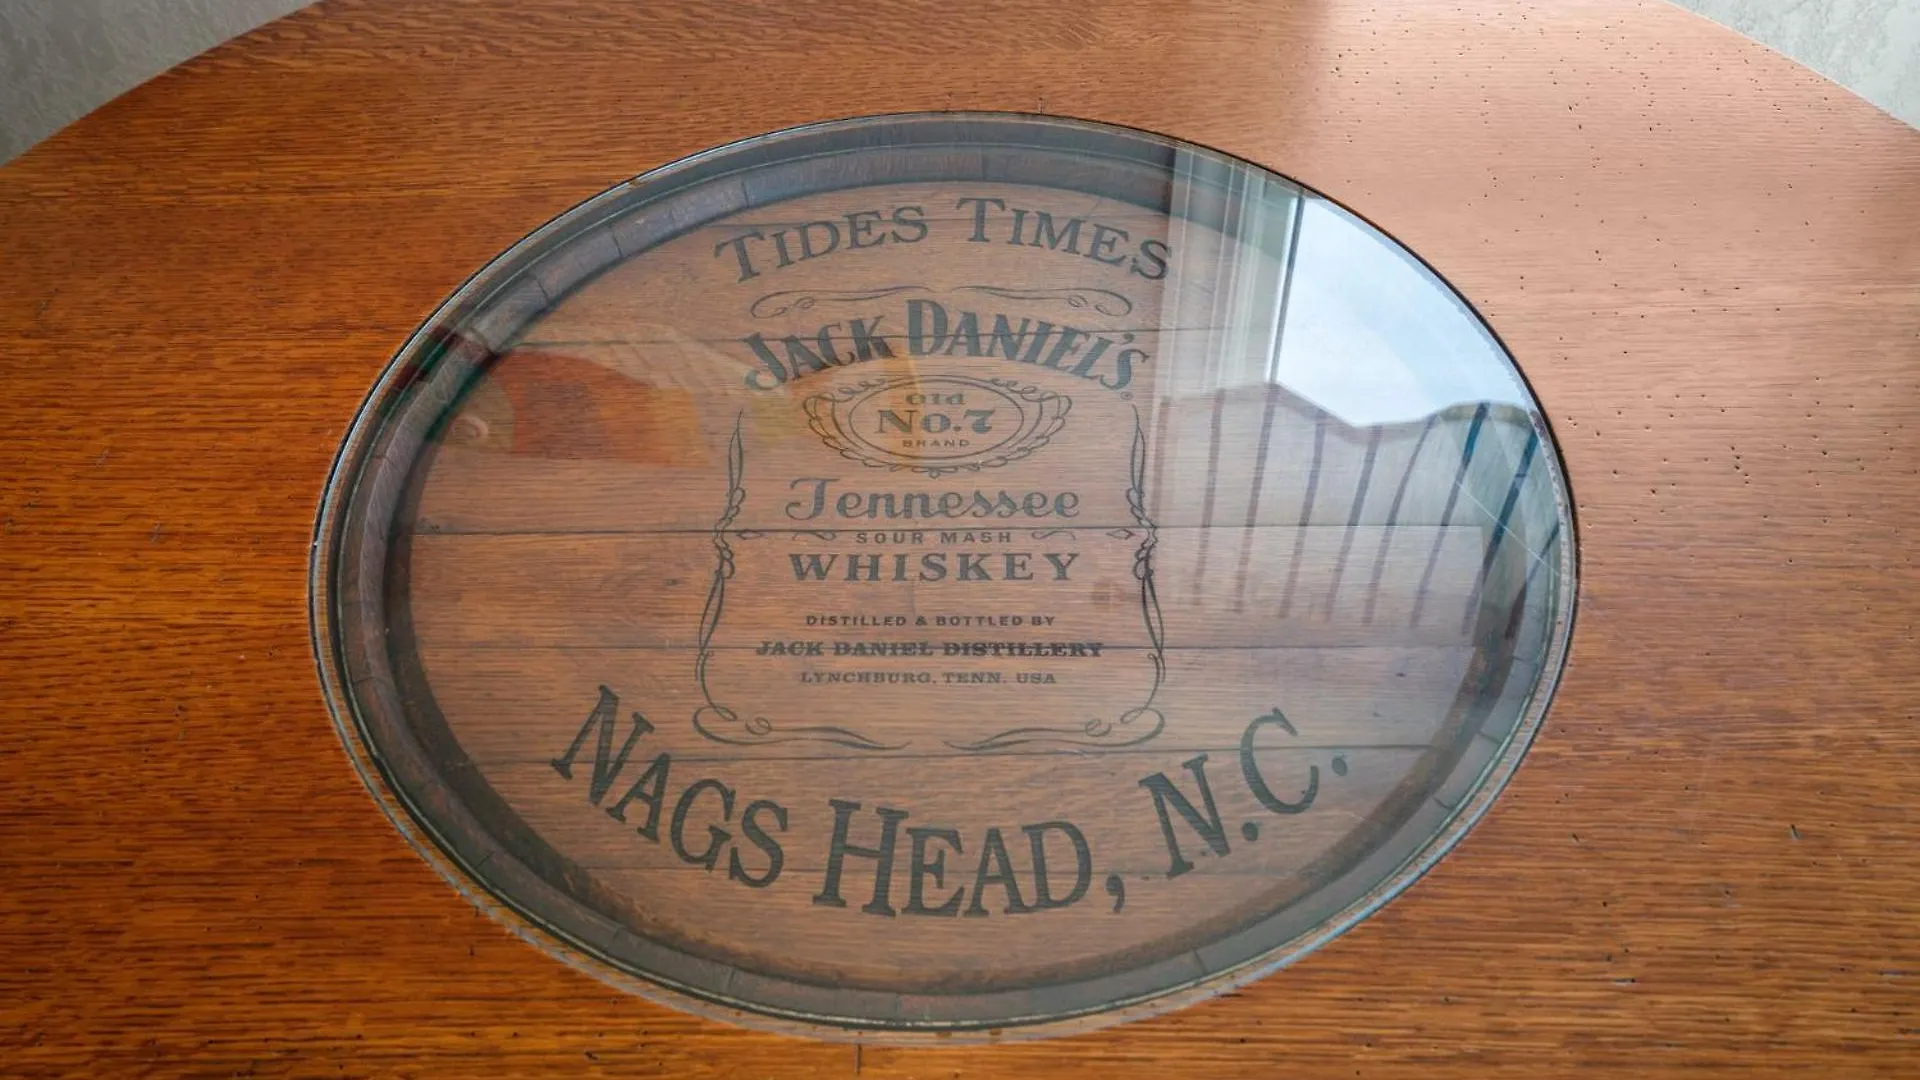 TIDES TIMES
JACK DANIEL'S
Old
No.7
BRAND
Tennessee
SOUR MASH
WHISKEY
DISTILLED & BOTTLED BY
JACK DANIEL DISTILLERY
LYNCHBURG, TENN. USA
NAGS HEAD, N.C.